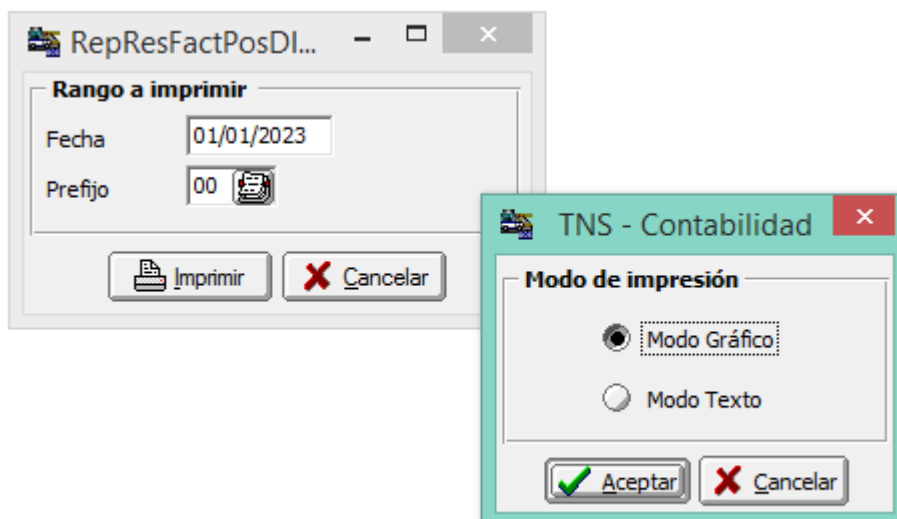 RepResFactPosDI...
Rango a imprimir
Fecha 01/01/2023
Prefijo 00
Imprimir Cancelar
TNS - Contabilidad
Modo de impresión
Modo Gráfico
Modo Texto
Aceptar Cancelar